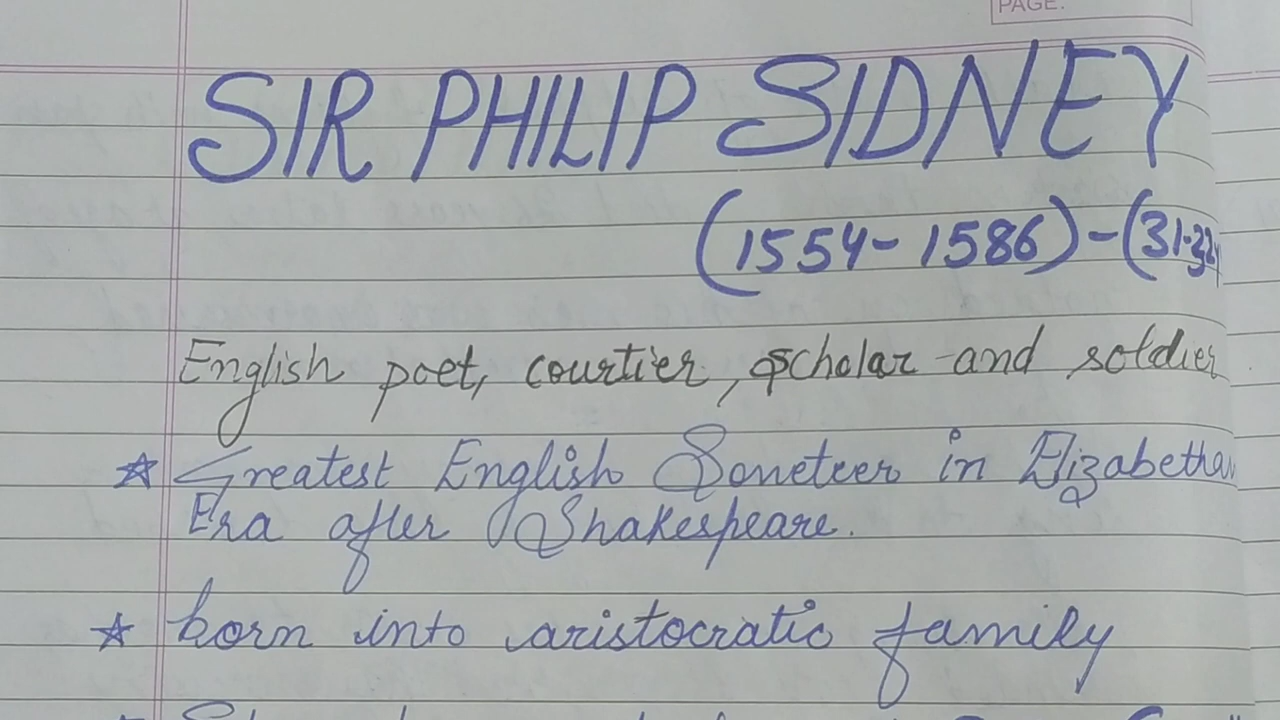 PAGE:
SIR PHILIP SIDNEY
(1554-1586)-(31-32
English poet, courtier, scholar and soldier
☆ Greatest English Soneteer in Elizabethan
Era after Shakespeare.
☆ born into aristocratic family